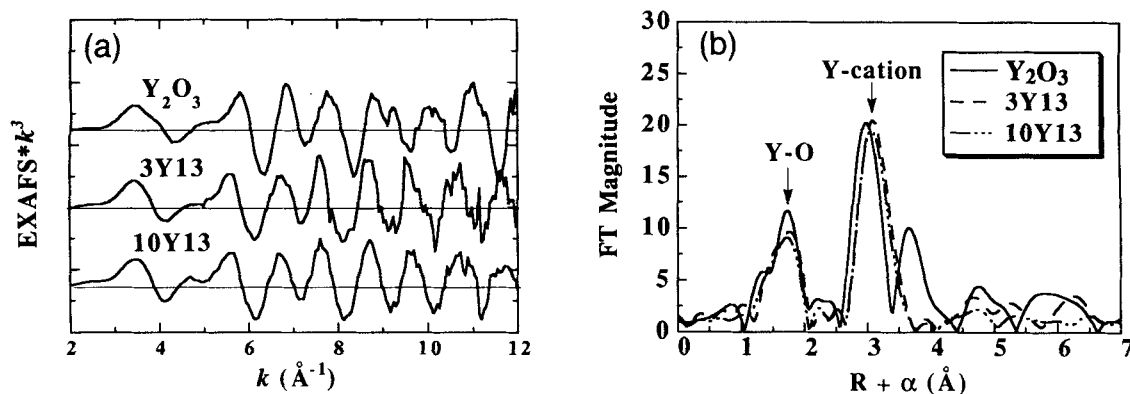 (a)
Y₂O₃
3Y13
10Y13
EXAFS*k³
2 4 6 8 10 12
k (Å⁻¹)
(b)
30
25
20
15
10
5
0
FT Magnitude
Y-O
Y-cation
Y₂O₃
3Y13
10Y13
0 1 2 3 4 5 6 7
R + α (Å)